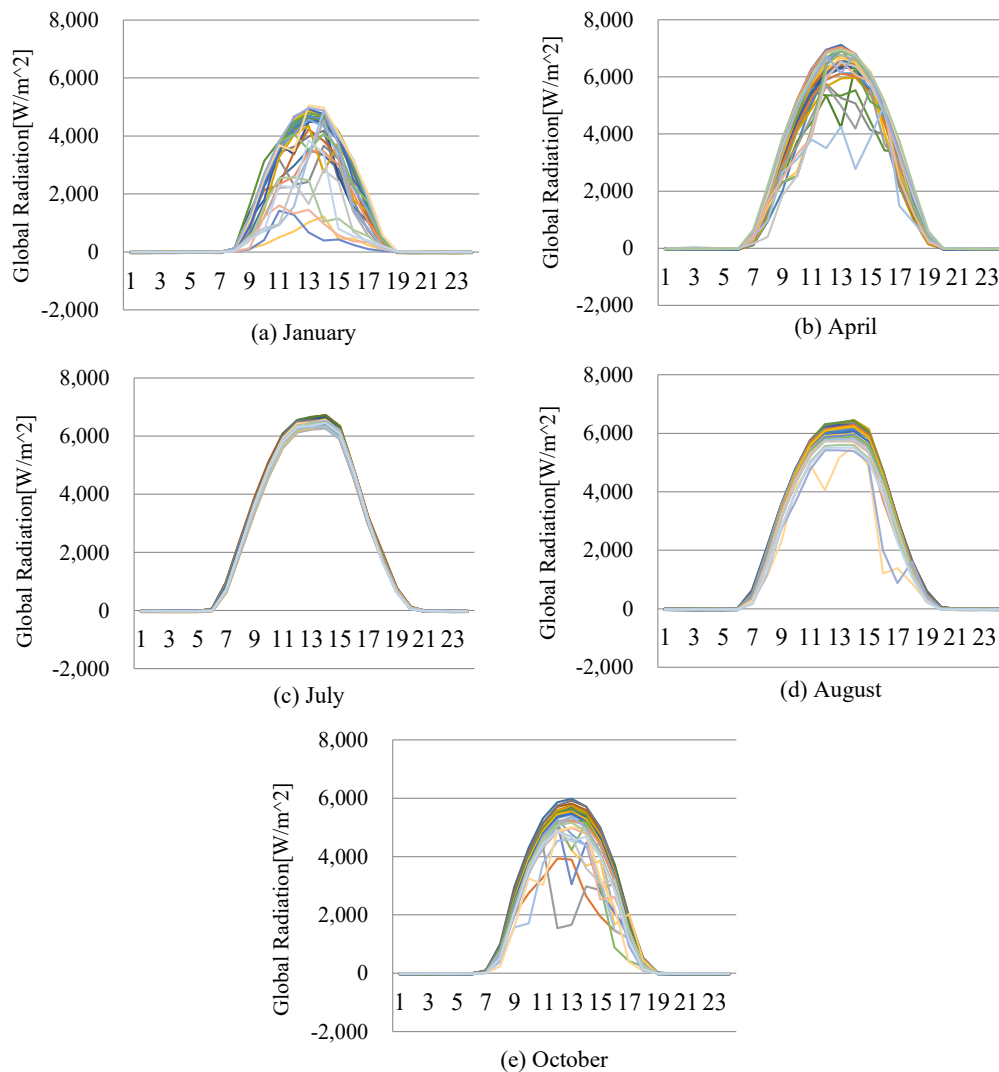 Global Radiation[W/m^2]
8,000
6,000
4,000
2,000
0
-2,000
1 3 5 7 9 11 13 15 17 19 21 23
(a) January
Global Radiation[W/m^2]
8,000
6,000
4,000
2,000
0
-2,000
1 3 5 7 9 11 13 15 17 19 21 23
(b) April
Global Radiation[W/m^2]
8,000
6,000
4,000
2,000
0
-2,000
1 3 5 7 9 11 13 15 17 19 21 23
(c) July
Global Radiation[W/m^2]
8,000
6,000
4,000
2,000
0
-2,000
1 3 5 7 9 11 13 15 17 19 21 23
(d) August
Global Radiation[W/m^2]
8,000
6,000
4,000
2,000
0
-2,000
1 3 5 7 9 11 13 15 17 19 21 23
(e) October